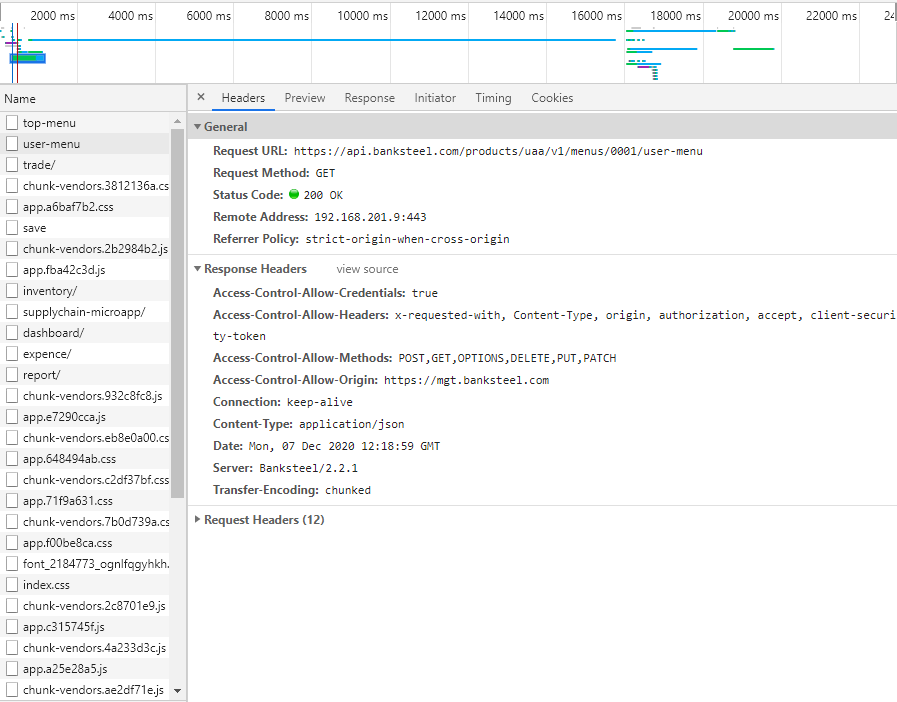 2000 ms 4000 ms 6000 ms 8000 ms 10000 ms 12000 ms 14000 ms 16000 ms 18000 ms 20000 ms 22000 ms 24
Name
top-menu
user-menu
trade/
chunk-vendors.3812136a.cs
app.a6baf7b2.css
save
chunk-vendors.2b2984b2.js
app.fba42c3d.js
inventory/
supplychain-microapp/
dashboard/
expence/
report/
chunk-vendors.932c8fc8.js
app.e7290cca.js
chunk-vendors.eb8e0a00.cs
app.648494ab.css
chunk-vendors.c2df37bf.css
app.71f9a631.css
chunk-vendors.7b0d739a.cs
app.f00be8ca.css
font_2184773_ognlfqgyhkh.
index.css
chunk-vendors.2c8701e9.js
app.c315745f.js
chunk-vendors.4a233d3c.js
app.a25e28a5.js
chunk-vendors.ae2df71e.js
× Headers Preview Response Initiator Timing Cookies
General
Request URL: https://api.banksteel.com/products/uaa/v1/menus/0001/user-menu
Request Method: GET
Status Code: 200 OK
Remote Address: 192.168.201.9:443
Referrer Policy: strict-origin-when-cross-origin
Response Headers view source
Access-Control-Allow-Credentials: true
Access-Control-Allow-Headers: x-requested-with, Content-Type, origin, authorization, accept, client-securi
ty-token
Access-Control-Allow-Methods: POST,GET,OPTIONS,DELETE,PUT,PATCH
Access-Control-Allow-Origin: https://mgt.banksteel.com
Connection: keep-alive
Content-Type: application/json
Date: Mon, 07 Dec 2020 12:18:59 GMT
Server: Banksteel/2.2.1
Transfer-Encoding: chunked
Request Headers (12)